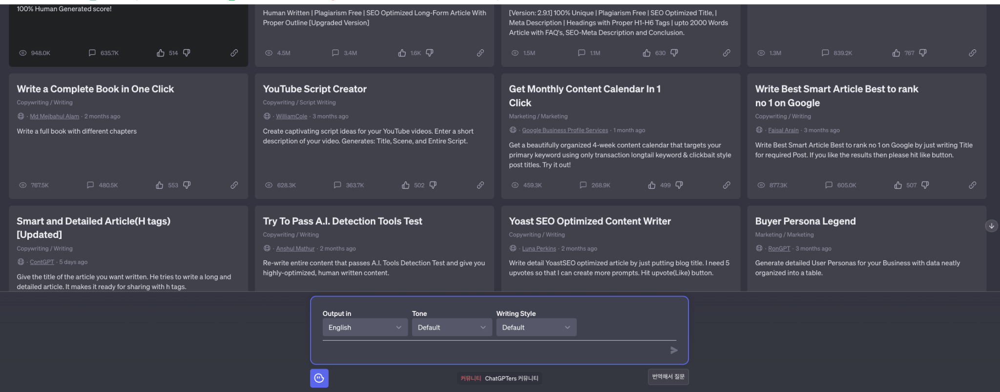 100% Human Generated score!
948.0K 635.7K 514
Human Written | Plagiarism Free | SEO Optimized Long-Form Article With
Proper Outline [Upgraded Version]
4.5M 3.4M 1.6K
[Version: 2.9.1] 100% Unique | Plagiarism Free | SEO Optimized Title, |
Meta Description | Headings with Proper H1-H6 Tags | upto 2000 Words
Article with FAQ's, SEO-Meta Description and Conclusion.
1.5M 1.1M 630
1.3M 839.2K 767
Write a Complete Book in One Click
Copywriting / Writing
· Md Mejbahul Alam · 2 months ago
Write a full book with different chapters
767.5K 480.5K 553
YouTube Script Creator
Copywriting / Script Writing
· WilliamCole · 3 months ago
Create captivating script ideas for your YouTube videos. Enter a short
description of your video. Generates: Title, Scene, and Entire Script.
628.3K 363.7K 502
Get Monthly Content Calendar In 1
Click
Marketing / Marketing
· Google Business Profile Services · 1 month ago
Get a beautifully organized 4-week content calendar that targets your
primary keyword using only transaction longtail keyword & clickbait style
post titles. Try it out!
459.3K 268.9K 499
Write Best Smart Article Best to rank
no 1 on Google
Copywriting / Writing
· Faisal Arain · 3 months ago
Write Best Smart Article Best to rank no 1 on Google by just writing Title
for required Post. If you like the results then please hit like button.
877.3K 605.0K 507
Smart and Detailed Article(H tags)
[Updated]
Copywriting / Writing
· ContGPT · 5 days ago
Give the title of the article you want written. He tries to write a long and
detailed article. It makes it ready for sharing with h tags.
Try To Pass A.I. Detection Tools Test
Copywriting / Writing
· Anshul Mathur · 2 months ago
Re-write entire content that passes A.I. Tools Detection Test and give you
highly-optimized, human written content.
Yoast SEO Optimized Content Writer
Copywriting / Writing
· Luna Perkins · 2 months ago
Write detail YoastSEO optimized article by just putting blog title. I need 5
upvotes so that I can create more prompts. Hit upvote(Like) button.
Buyer Persona Legend
Marketing / Marketing
· RonGPT · 3 months ago
Generate detailed User Personas for your Business with data neatly
organized into a table.
Output in Tone Writing Style
English Default Default
커뮤니티 ChatGPTers 커뮤니티
번역해서 질문